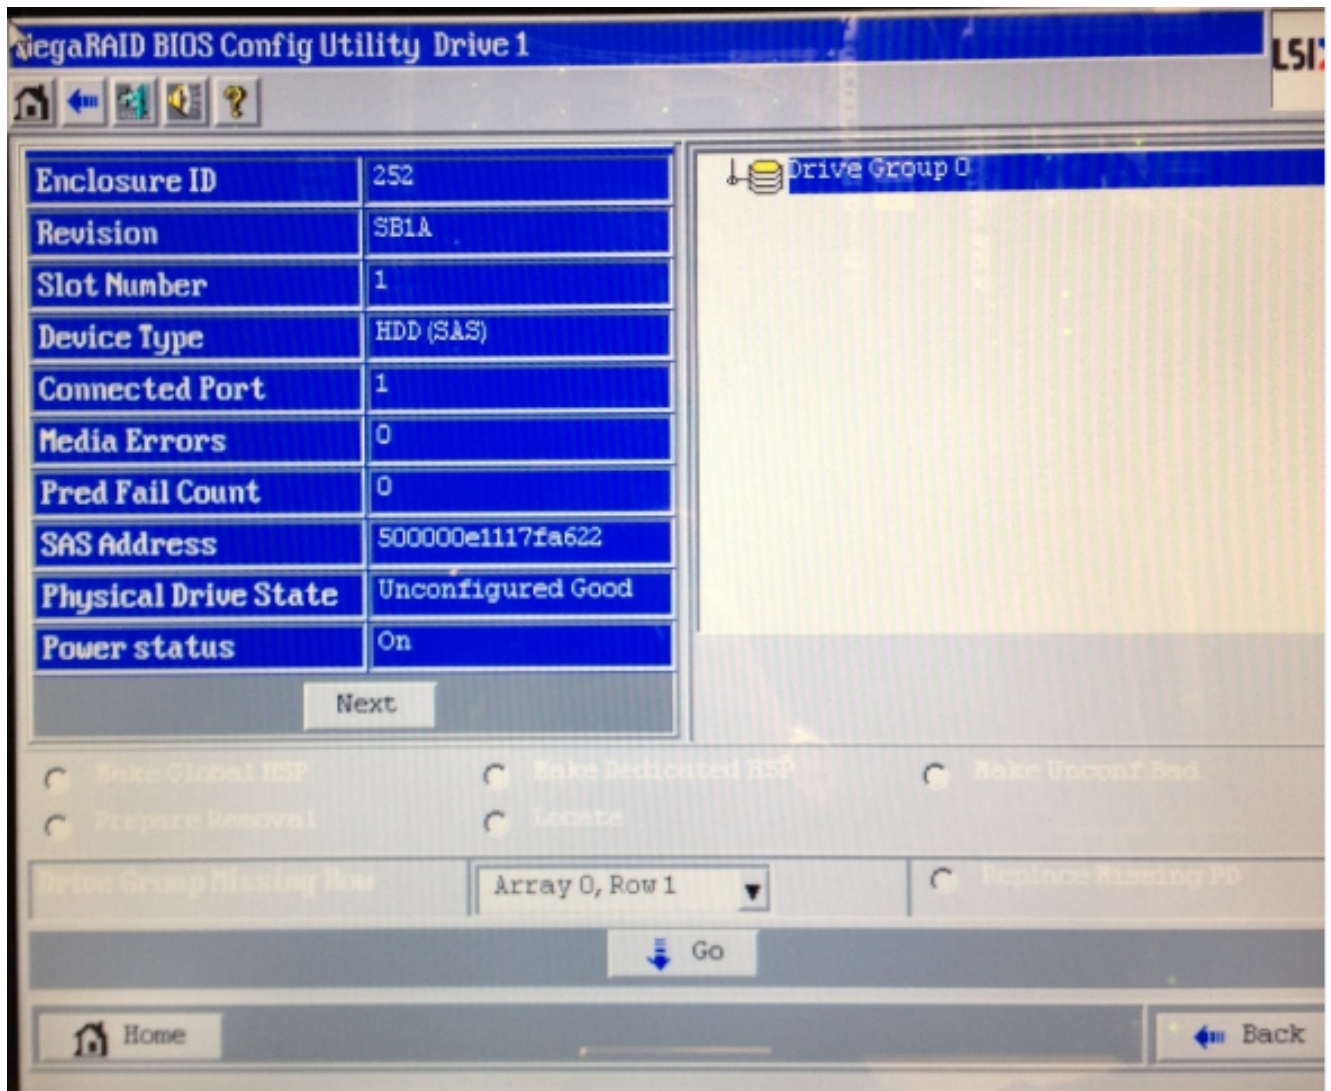 MegaRAID BIOS Config Utility Drive 1
LSI
Enclosure ID 252
Revision SB1A
Slot Number 1
Device Type HDD (SAS)
Connected Port 1
Media Errors 0
Pred Fail Count 0
SAS Address 500000e1117fa622
Physical Drive State Unconfigured Good
Power status On
Next
Drive Group 0
Make Global HSP Make Dedicated HSP Make Unconf Bad
Prepare Removal Locate
Drive Group Missing Row Array 0, Row 1 Replace Missing PD
Go
Home Back